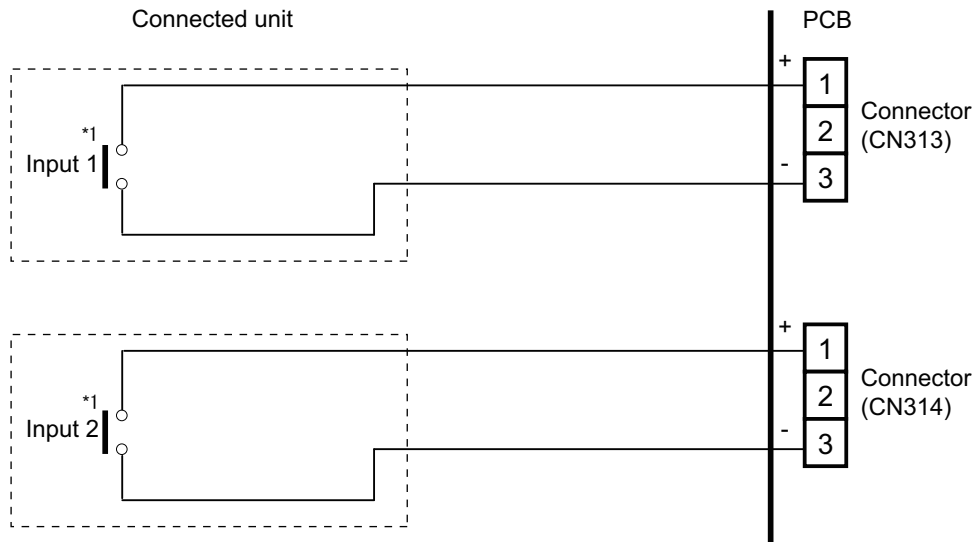 Connected unit
PCB
*1
Input 1
+
1
2
-
3
Connector
(CN313)
*1
Input 2
+
1
2
-
3
Connector
(CN314)